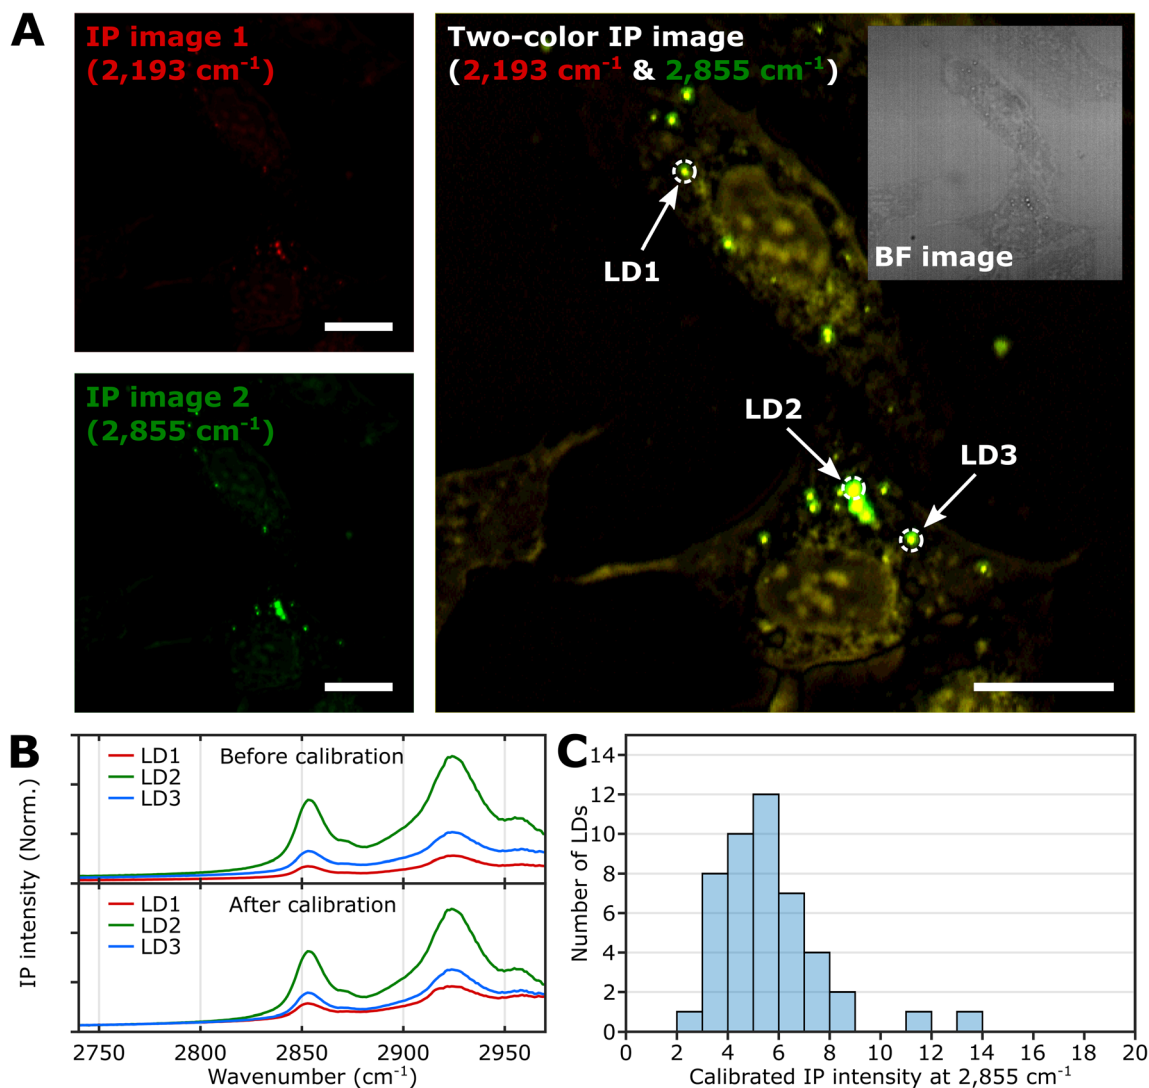 A
IP image 1
(2,193 cm⁻¹)
IP image 2
(2,855 cm⁻¹)
Two-color IP image
(2,193 cm⁻¹ & 2,855 cm⁻¹)
BF image
LD1
LD2
LD3
B
IP intensity (Norm.)
LD1
LD2
LD3
Before calibration
LD1
LD2
LD3
After calibration
2750 2800 2850 2900 2950
Wavenumber (cm⁻¹)
C
Number of LDs
14
12
10
8
6
4
2
0
0 2 4 6 8 10 12 14 16 18 20
Calibrated IP intensity at 2,855 cm⁻¹